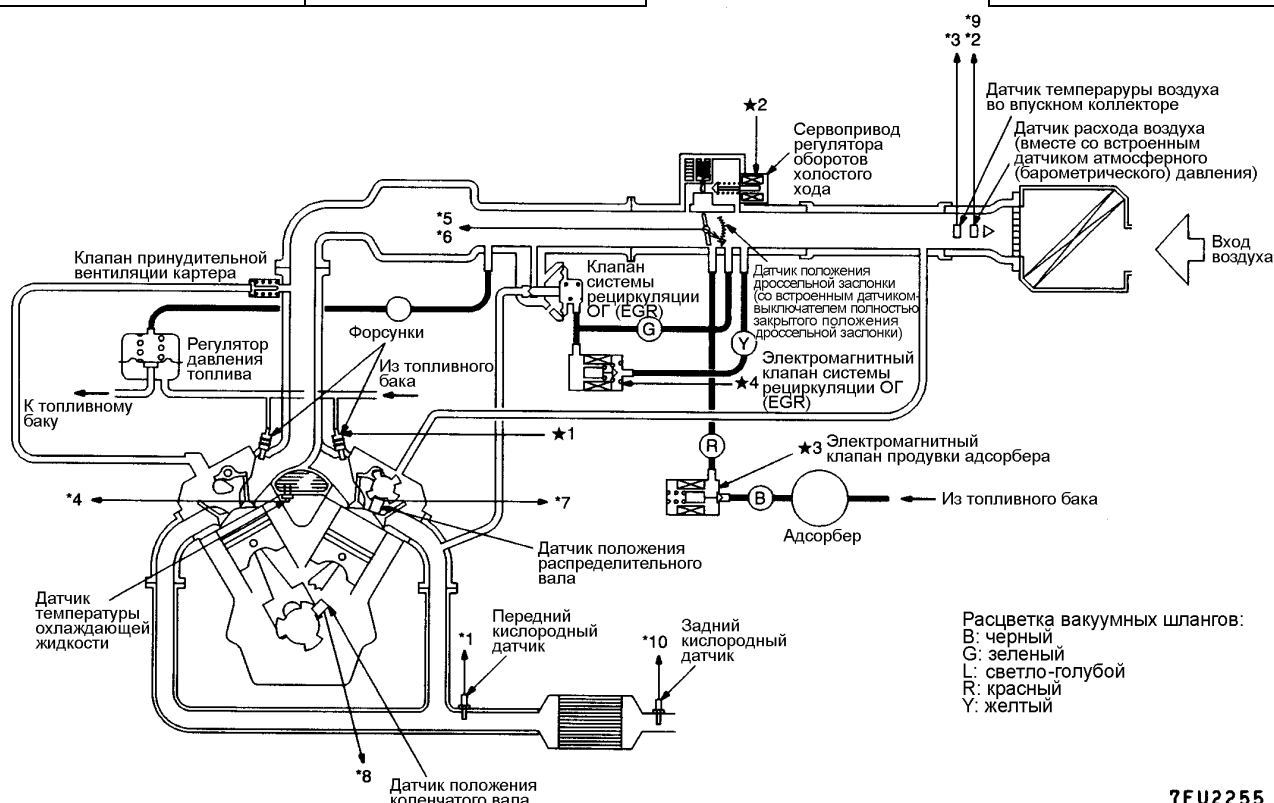 *9
*3 *2
Датчик температуры воздуха
во впускном коллекторе
★2
Сервопривод
регулятора
оборотов
холостого
хода
Датчик расхода воздуха
(вместе со встроенным
датчиком атмосферного
(барометрического) давления)
*5
*6
Вход
воздуха
Клапан принудительной
вентиляции картера
Клапан
системы
рециркуляции
ОГ (EGR)
Датчик положения
дроссельной заслонки
(со встроенным датчиком-
выключателем полностью
закрытого положения
дроссельной заслонки)
Форсунки
G
Y
Регулятор
давления
топлива
Из топливного
бака
Электромагнитный
клапан системы
рециркуляции ОГ
(EGR)
★4
К топливному
баку
★1
R
★3 Электромагнитный
клапан продувки адсорбера
*4
*7
B
Из топливного бака
Адсорбер
Датчик положения
распределительного
вала
Датчик
температуры
охлаждающей
жидкости
Передний
кислородный
датчик
*1
Задний
кислородный
датчик
*10
Расцветка вакуумных шлангов:
B: черный
G: зеленый
L: светло-голубой
R: красный
Y: желтый
*8
Датчик положения
коленчатого вала
7FU2255